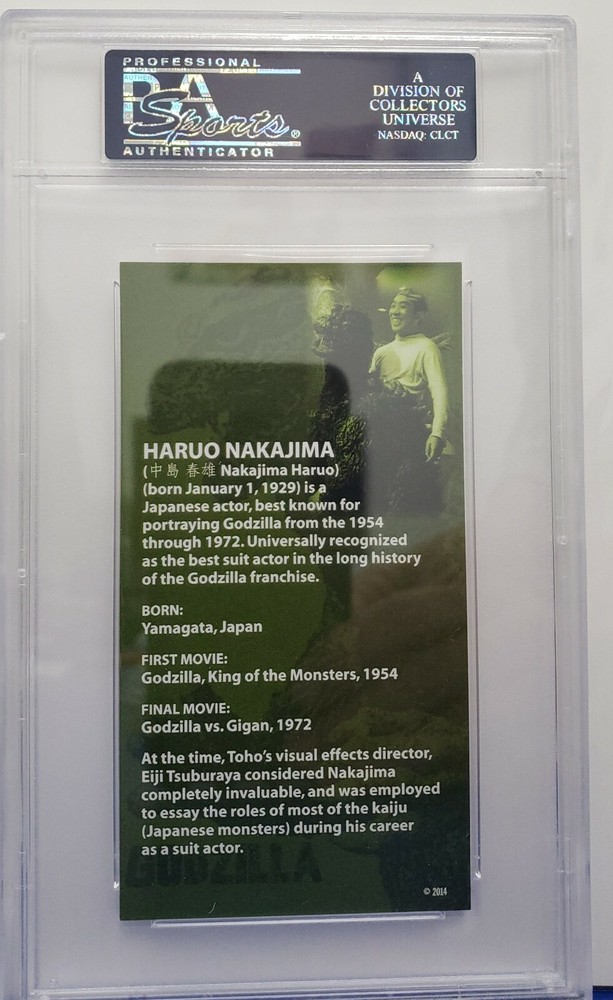 PROFESSIONAL
PSA
Sports®
AUTHENTICATOR
A
DIVISION OF
COLLECTORS
UNIVERSE
NASDAQ: CLCT
HARUO NAKAJIMA
(中島 春雄 Nakajima Haruo)
(born January 1, 1929) is a
Japanese actor, best known for
portraying Godzilla from the 1954
through 1972. Universally recognized
as the best suit actor in the long history
of the Godzilla franchise.
BORN:
Yamagata, Japan
FIRST MOVIE:
Godzilla, King of the Monsters, 1954
FINAL MOVIE:
Godzilla vs. Gigan, 1972
At the time, Toho's visual effects director,
Eiji Tsuburaya considered Nakajima
completely invaluable, and was employed
to essay the roles of most of the kaiju
(Japanese monsters) during his career
as a suit actor.
GODZILLA
© 2014